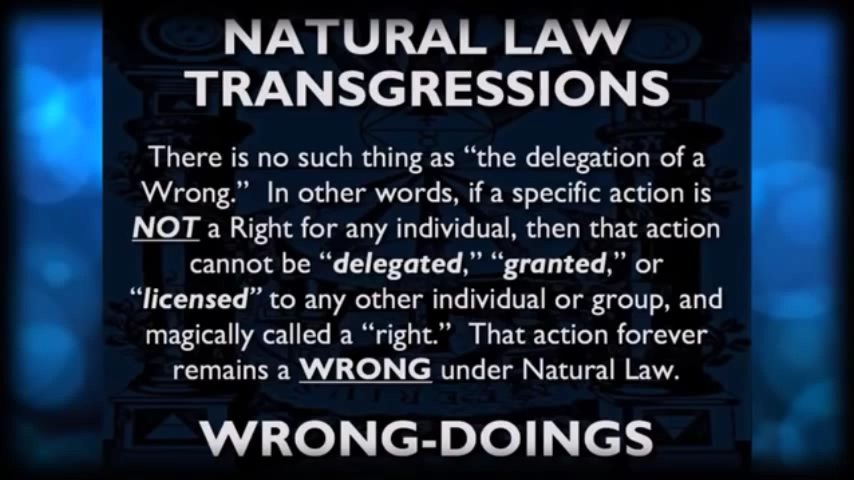 NATURAL LAW
TRANSGRESSIONS
There is no such thing as “the delegation of a
Wrong.” In other words, if a specific action is
NOT a Right for any individual, then that action
cannot be “delegated,” “granted,” or
“licensed” to any other individual or group, and
magically called a “right.” That action forever
remains a WRONG under Natural Law.
WRONG-DOINGS